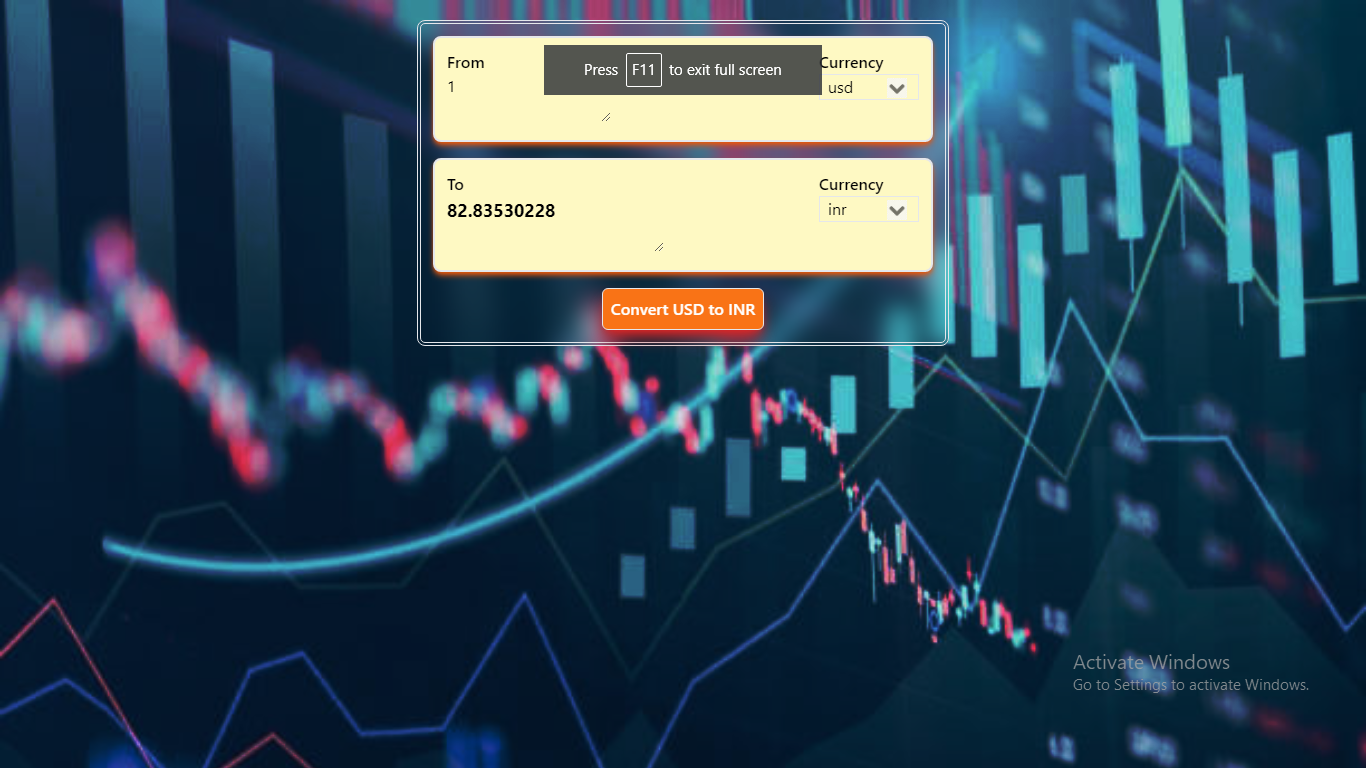 From
Press F11 to exit full screen
Currency
1
usd
To
Currency
82.83530228
inr
Convert USD to INR
Activate Windows
Go to Settings to activate Windows.